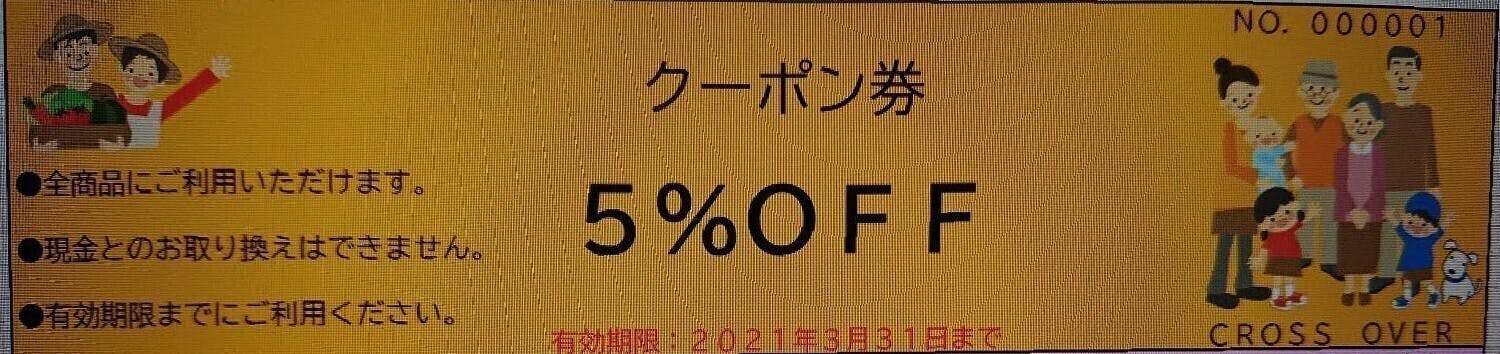 NO. 000001
クーポン券
●全商品にご利用いただけます。
5%OFF
●現金とのお取り換えはできません。
●有効期限までにご利用ください。
有効期限：2021年3月31日まで
CROSS OVER